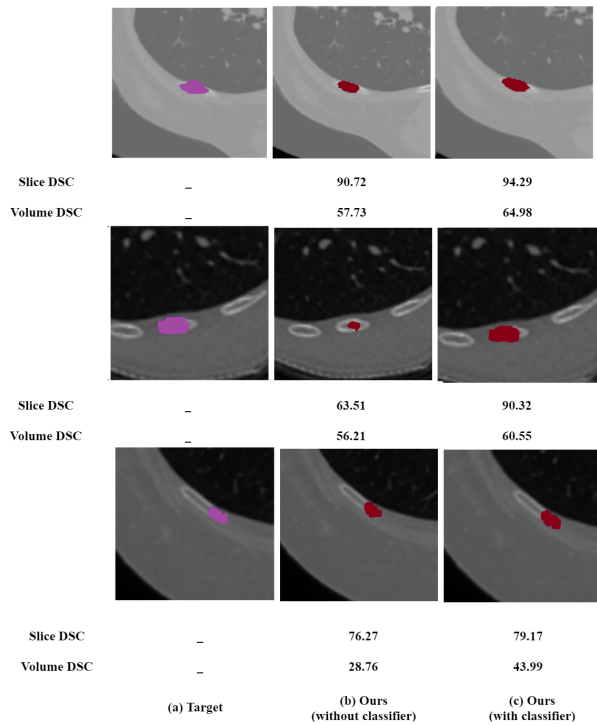 Slice DSC – 90.72 94.29
Volume DSC – 57.73 64.98
Slice DSC – 63.51 90.32
Volume DSC – 56.21 60.55
Slice DSC – 76.27 79.17
Volume DSC – 28.76 43.99
(a) Target (b) Ours (c) Ours
(without classifier) (with classifier)